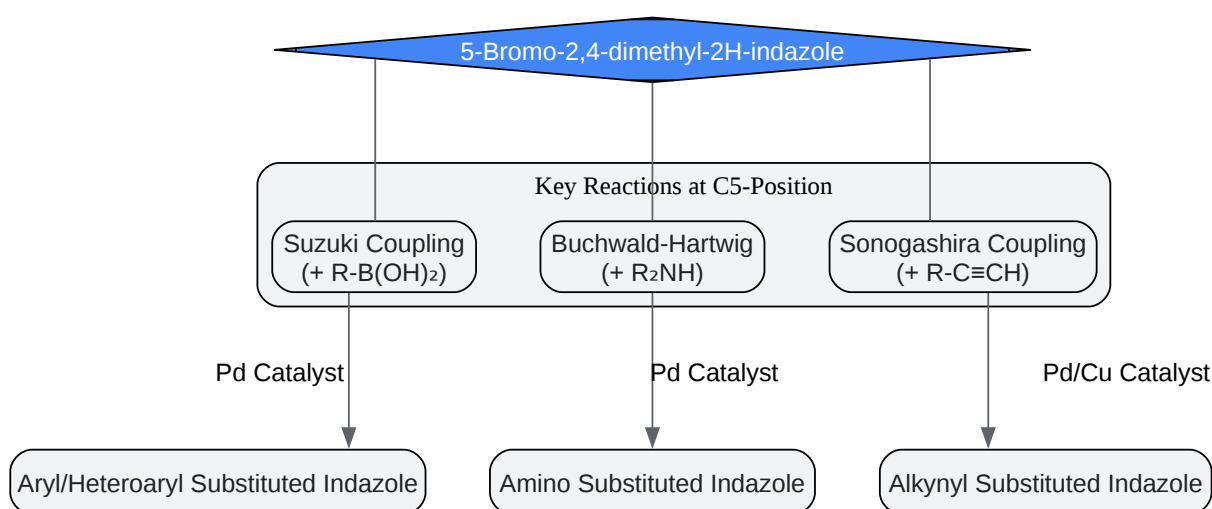 5-Bromo-2,4-dimethyl-2H-indazole
Key Reactions at C5-Position
Suzuki Coupling
(+ R-B(OH)₂)
Buchwald-Hartwig
(+ R₂NH)
Sonogashira Coupling
(+ R-C≡CH)
Pd Catalyst
Pd Catalyst
Pd/Cu Catalyst
Aryl/Heteroaryl Substituted Indazole
Amino Substituted Indazole
Alkynyl Substituted Indazole